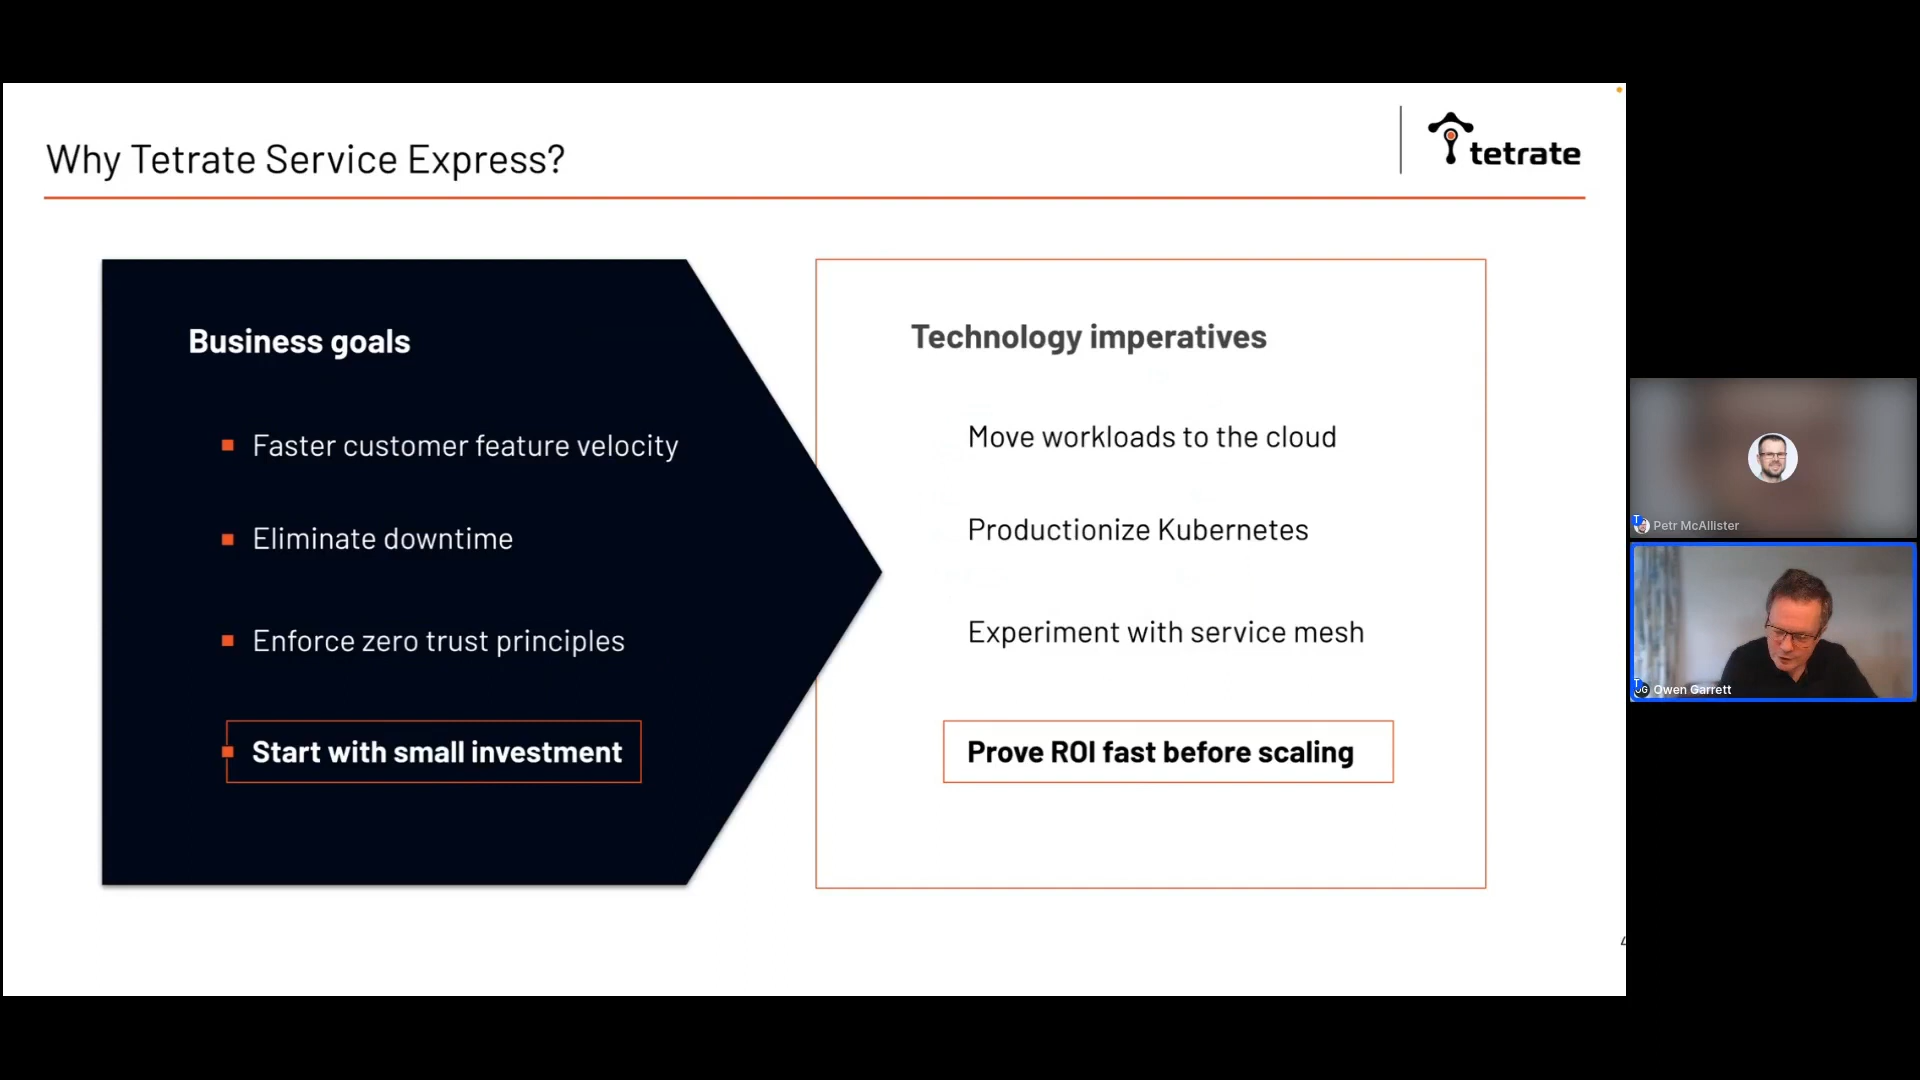 Why Tetrate Service Express?
tetrate
Business goals
Faster customer feature velocity
Eliminate downtime
Enforce zero trust principles
Start with small investment
Technology imperatives
Move workloads to the cloud
Productionize Kubernetes
Experiment with service mesh
Prove ROI fast before scaling
Petr McAllister
Owen Garrett